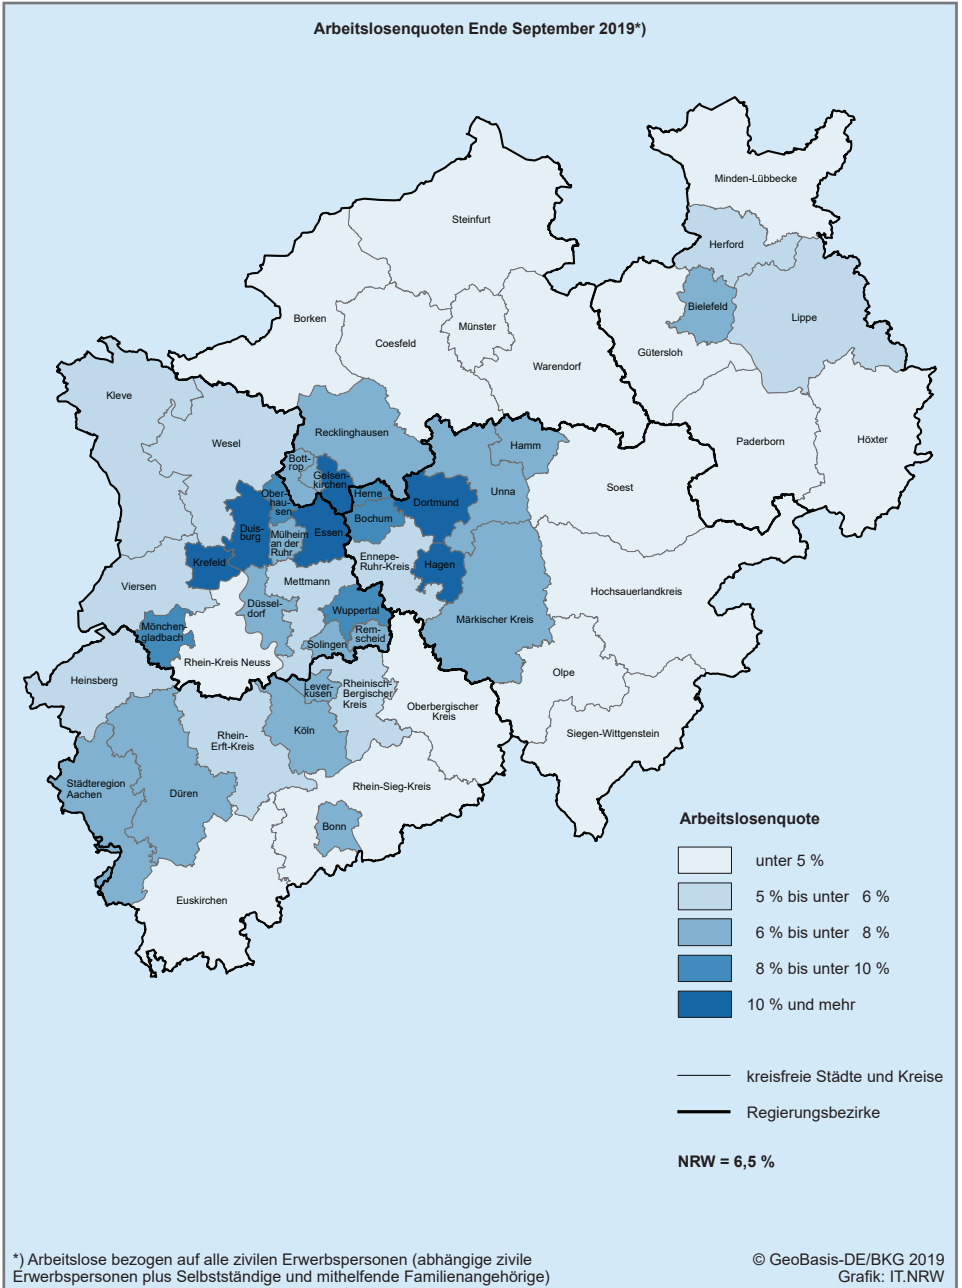 Arbeitslosenquoten Ende September 2019*)
Minden-Lübbecke
Steinfurt
Herford
Bielefeld
Lippe
Borken
Münster
Coesfeld
Gütersloh
Warendorf
Kleve
Recklinghausen
Wesel
Hamm
Paderborn
Höxter
Bott-
rop
Gelsen-
kirchen
Soest
Unna
Ober-
hau-
sen
Herne
Dortmund
Bochum
Duis-
burg
Mülheim
an der
Ruhr
Essen
Krefeld
Ennepe-
Ruhr-Kreis
Hagen
Viersen
Mettmann
Hochsauerlandkreis
Düssel-
dorf
Wuppertal
Märkischer Kreis
Mönchen-
gladbach
Rem-
scheid
Solingen
Rhein-Kreis Neuss
Olpe
Heinsberg
Lever-
kusen
Rheinisch-
Bergischer
Kreis
Oberbergischer
Kreis
Köln
Rhein-
Erft-Kreis
Siegen-Wittgenstein
Städteregion
Aachen
Düren
Rhein-Sieg-Kreis
Bonn
Euskirchen
Arbeitslosenquote
unter 5 %
5 % bis unter 6 %
6 % bis unter 8 %
8 % bis unter 10 %
10 % und mehr
kreisfreie Städte und Kreise
Regierungsbezirke
NRW = 6,5 %
*) Arbeitslose bezogen auf alle zivilen Erwerbspersonen (abhängige zivile
Erwerbspersonen plus Selbstständige und mithelfende Familienangehörige)
© GeoBasis-DE/BKG 2019
Grafik: IT.NRW